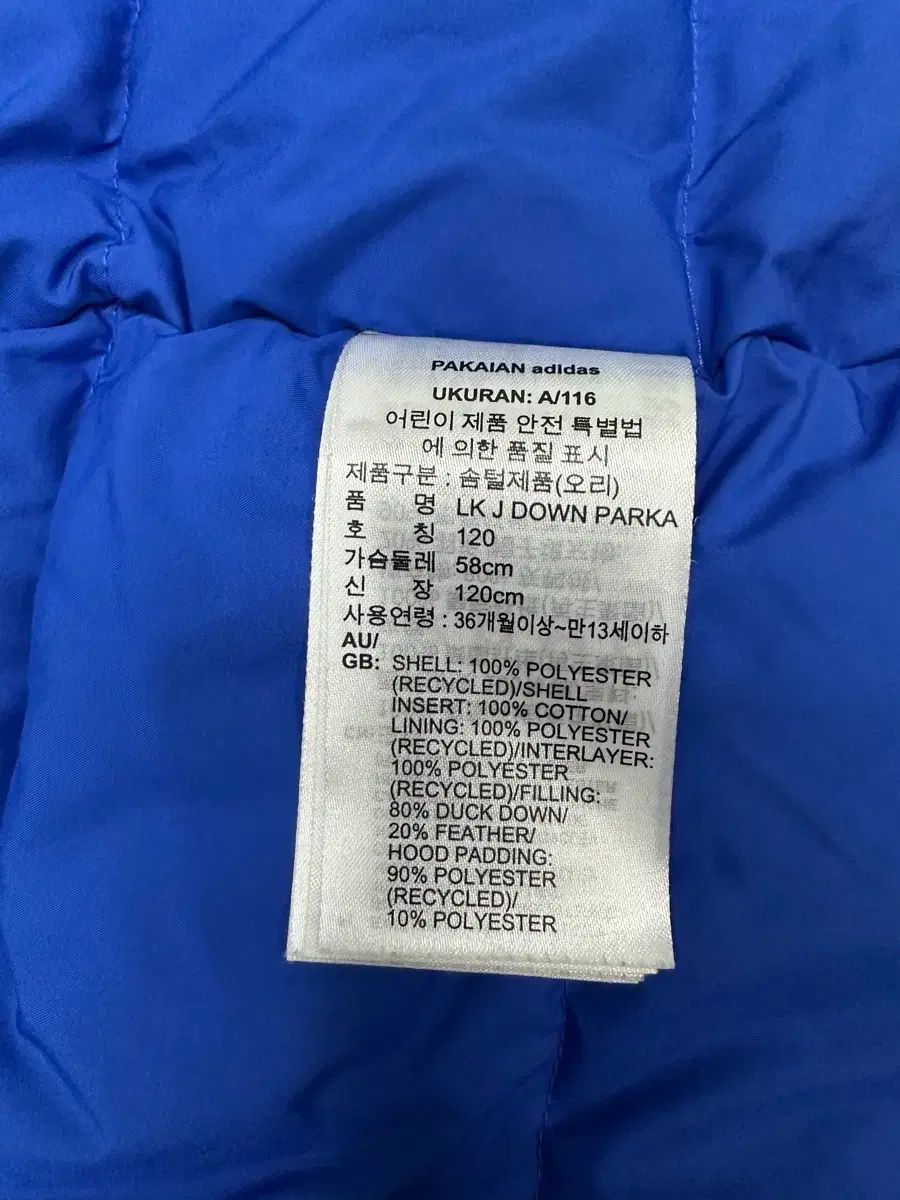 PAKAIAN adidas
UKURAN: A/116
어린이 제품 안전 특별법
에 의한 품질 표시
제품구분 : 솜털제품(오리)
품 명 LK J DOWN PARKA
호 칭 120
가슴둘레 58cm
신 장 120cm
사용연령 : 36개월이상~만13세이하
AU/
GB: SHELL: 100% POLYESTER
(RECYCLED)/SHELL
INSERT: 100% COTTON/
LINING: 100% POLYESTER
(RECYCLED)/INTERLAYER:
100% POLYESTER
(RECYCLED)/FILLING:
80% DUCK DOWN/
20% FEATHER/
HOOD PADDING:
90% POLYESTER
(RECYCLED)/
10% POLYESTER